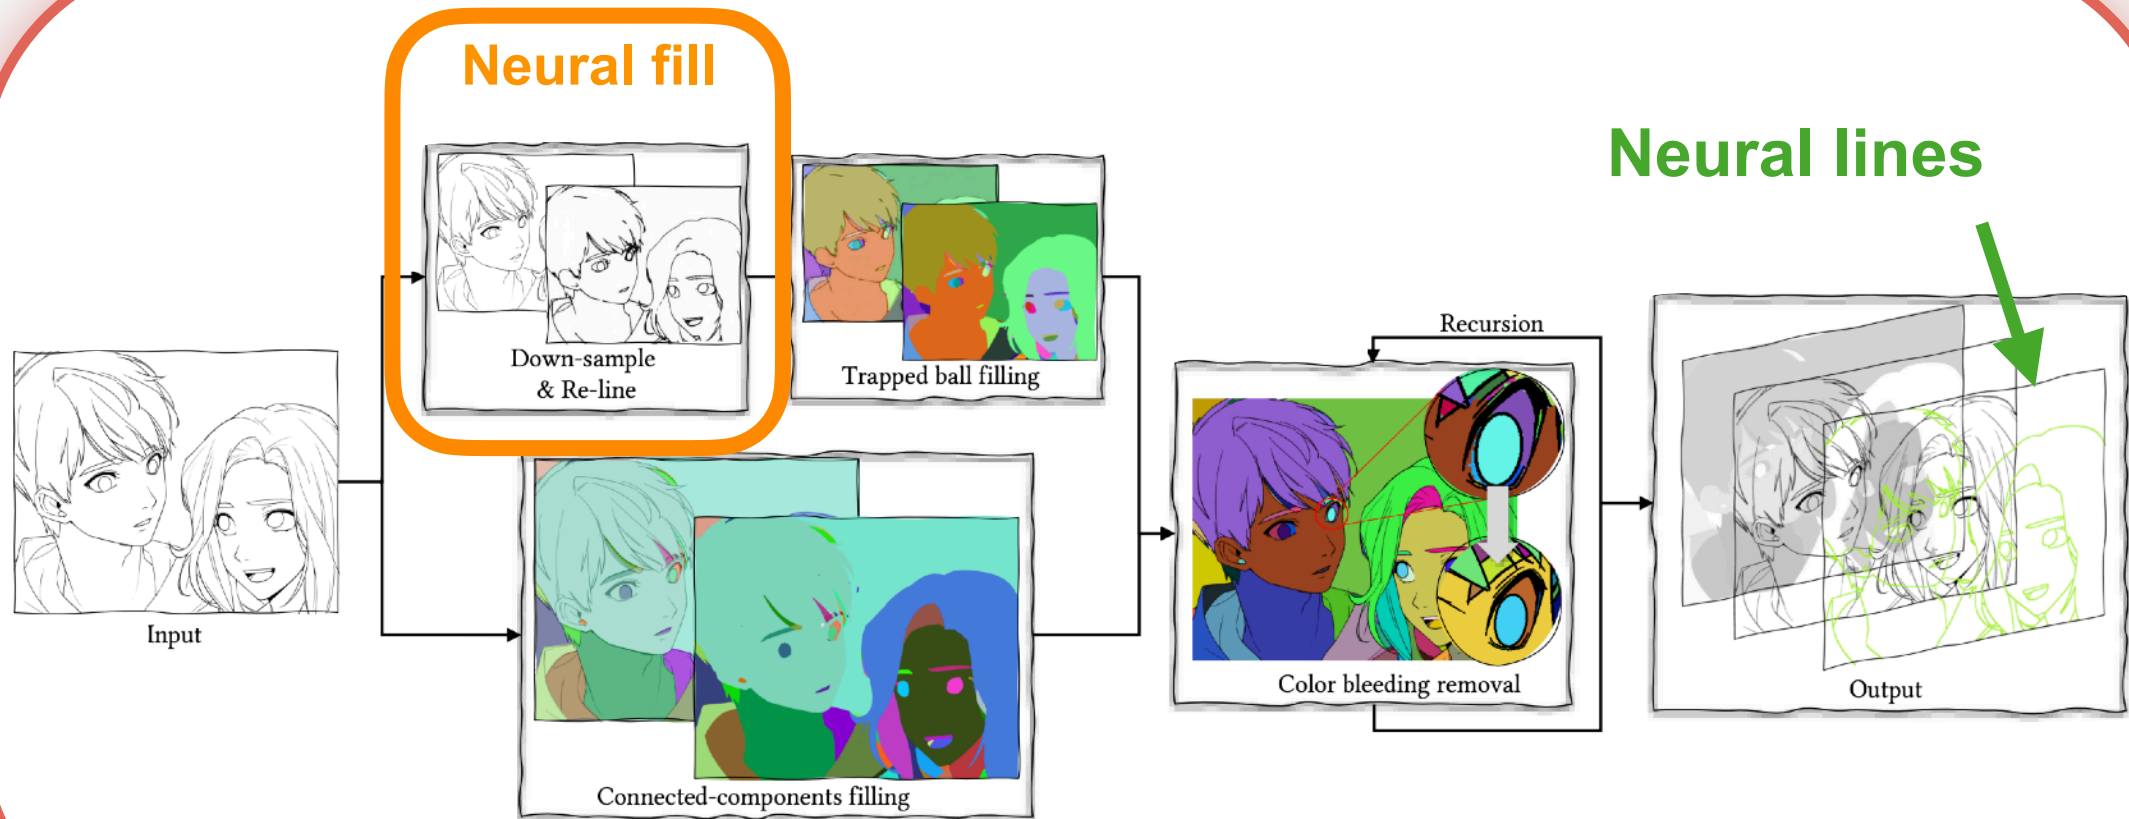 Neural fill
Neural lines
Down-sample
& Re-line
Trapped ball filling
Recursion
Input
Color bleeding removal
Output
Connected-components filling